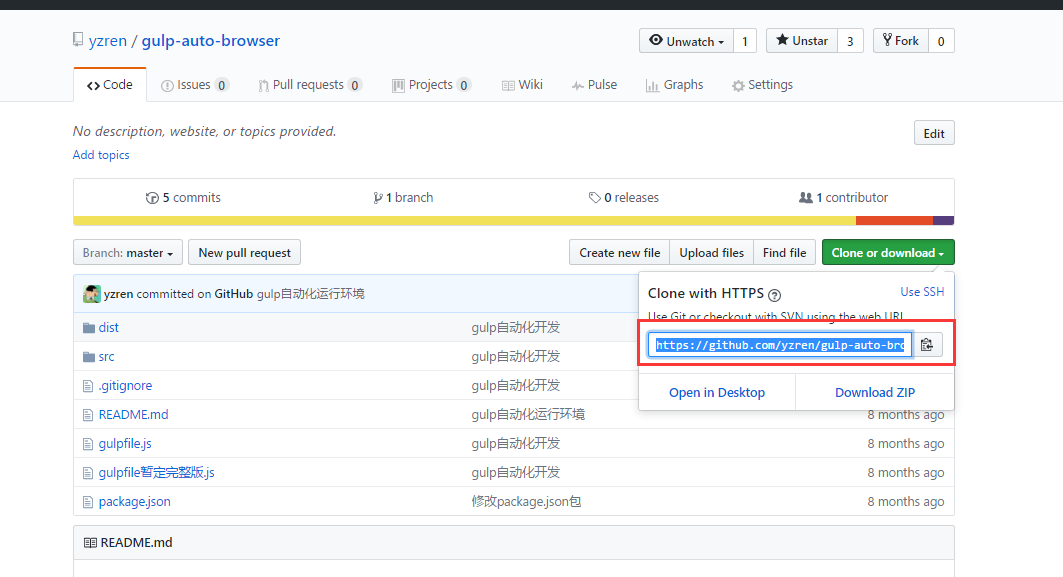 yzren / gulp-auto-browser
Unwatch 1 Unstar 3 Fork 0
Code Issues 0 Pull requests 0 Projects 0 Wiki Pulse Graphs Settings
No description, website, or topics provided. Edit
Add topics
5 commits 1 branch 0 releases 1 contributor
Branch: master New pull request Create new file Upload files Find file Clone or download
yzren committed on GitHub gulp自动化运行环境
Clone with HTTPS ? Use SSH
Use Git or checkout with SVN using the web URL
https://github.com/yzren/gulp-auto-bro
Open in Desktop Download ZIP
dist gulp自动化开发
src gulp自动化开发
.gitignore gulp自动化开发
README.md gulp自动化运行环境 8 months ago
gulpfile.js gulp自动化开发 8 months ago
gulpfile暂定完整版.js gulp自动化开发 8 months ago
package.json 修改package.json包 8 months ago
README.md